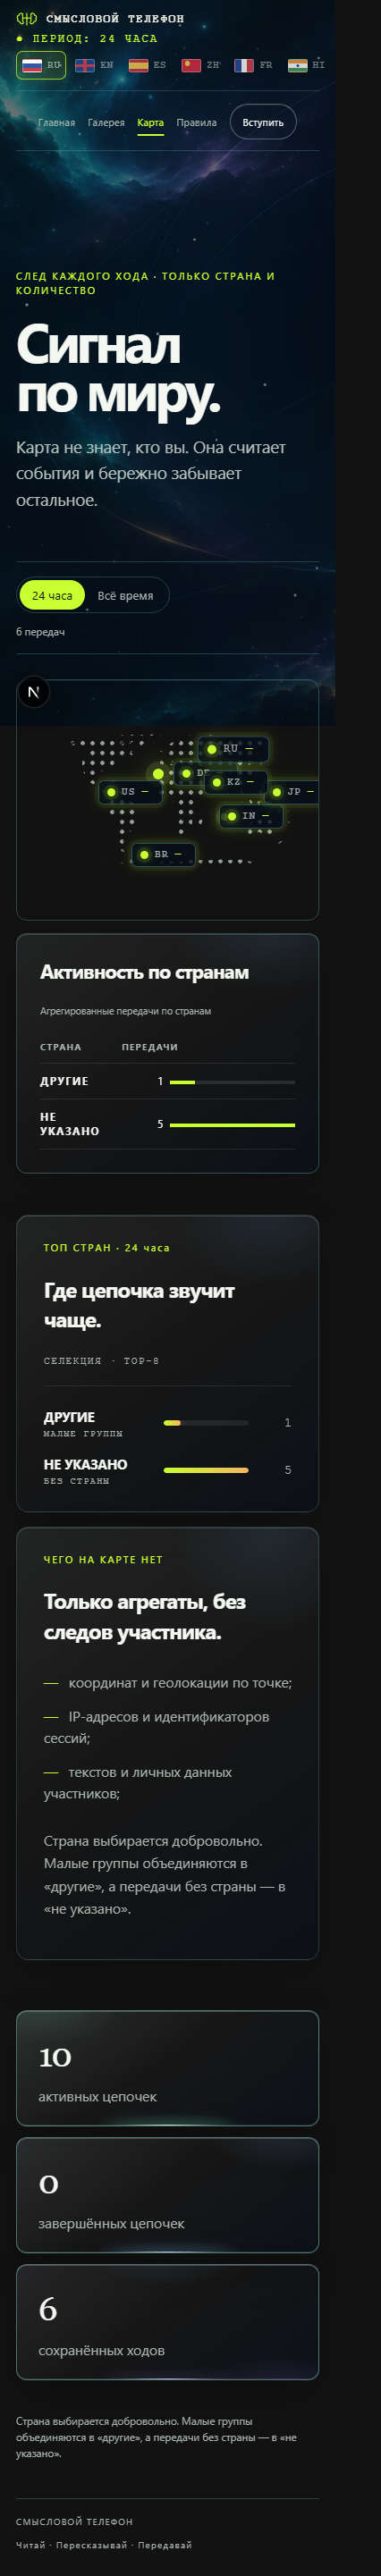 СМЫСЛОВОЙ ТЕЛЕФОН
ПЕРИОД: 24 ЧАСА
RU EN ES ZH FR HI
Главная Галерея Карта Правила Вступить
СЛЕД КАЖДОГО ХОДА · ТОЛЬКО СТРАНА И
КОЛИЧЕСТВО
Сигнал
по миру.
Карта не знает, кто вы. Она считает
события и бережно забывает
остальное.
24 часа Всё время
6 передач
N
RU —
DE
KZ —
US —
JP —
IN —
BR —
Активность по странам
Агрегированные передачи по странам
СТРАНА ПЕРЕДАЧИ
ДРУГИЕ 1
НЕ
УКАЗАНО 5
ТОП СТРАН · 24 часа
Где цепочка звучит
чаще.
СЕЛЕКЦИЯ · TOP-8
ДРУГИЕ 1
МАЛЫЕ ГРУППЫ
НЕ УКАЗАНО 5
БЕЗ СТРАНЫ
ЧЕГО НА КАРТЕ НЕТ
Только агрегаты, без
следов участника.
— координат и геолокации по точке;
— IP-адресов и идентификаторов
сессий;
— текстов и личных данных
участников;
Страна выбирается добровольно.
Малые группы объединяются в
«другие», а передачи без страны — в
«не указано».
10
активных цепочек
0
завершённых цепочек
6
сохранённых ходов
Страна выбирается добровольно. Малые группы
объединяются в «другие», а передачи без страны — в «не
указано».
СМЫСЛОВОЙ ТЕЛЕФОН
Читай · Пересказывай · Передавай